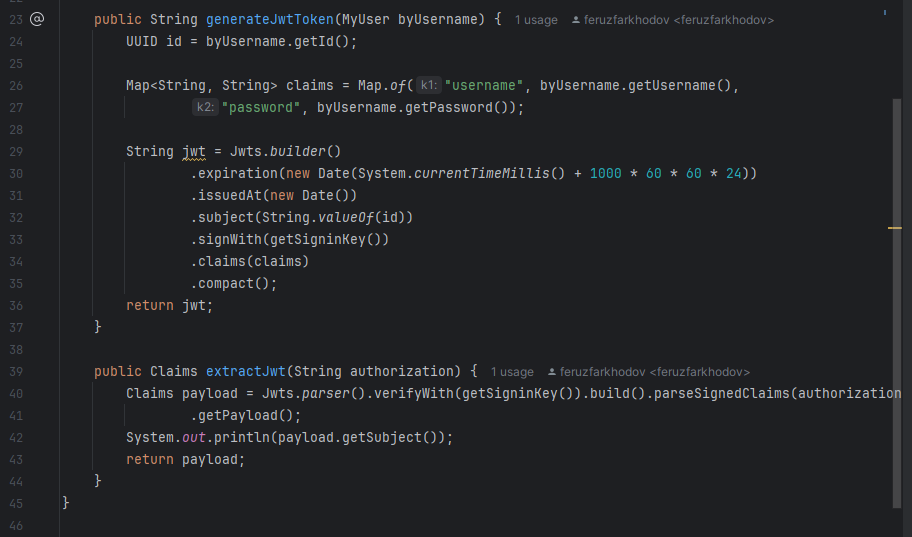 22
23 @ public String generateJwtToken(MyUser byUsername) { 1 usage feruzfarkhodov <feruzfarkhodov>
24 UUID id = byUsername.getId();
25
26 Map<String, String> claims = Map.of( k1: "username", byUsername.getUsername(),
27 k2: "password", byUsername.getPassword());
28
29 String jwt = Jwts.builder()
30 .expiration(new Date(System.currentTimeMillis() + 1000 * 60 * 60 * 24))
31 .issuedAt(new Date())
32 .subject(String.valueOf(id))
33 .signWith(getSigninKey())
34 .claims(claims)
35 .compact();
36 return jwt;
37 }
38
39 public Claims extractJwt(String authorization) { 1 usage feruzfarkhodov <feruzfarkhodov>
40 Claims payload = Jwts.parser().verifyWith(getSigninKey()).build().parseSignedClaims(authorization
41 .getPayload();
42 System.out.println(payload.getSubject());
43 return payload;
44 }
45 }
46